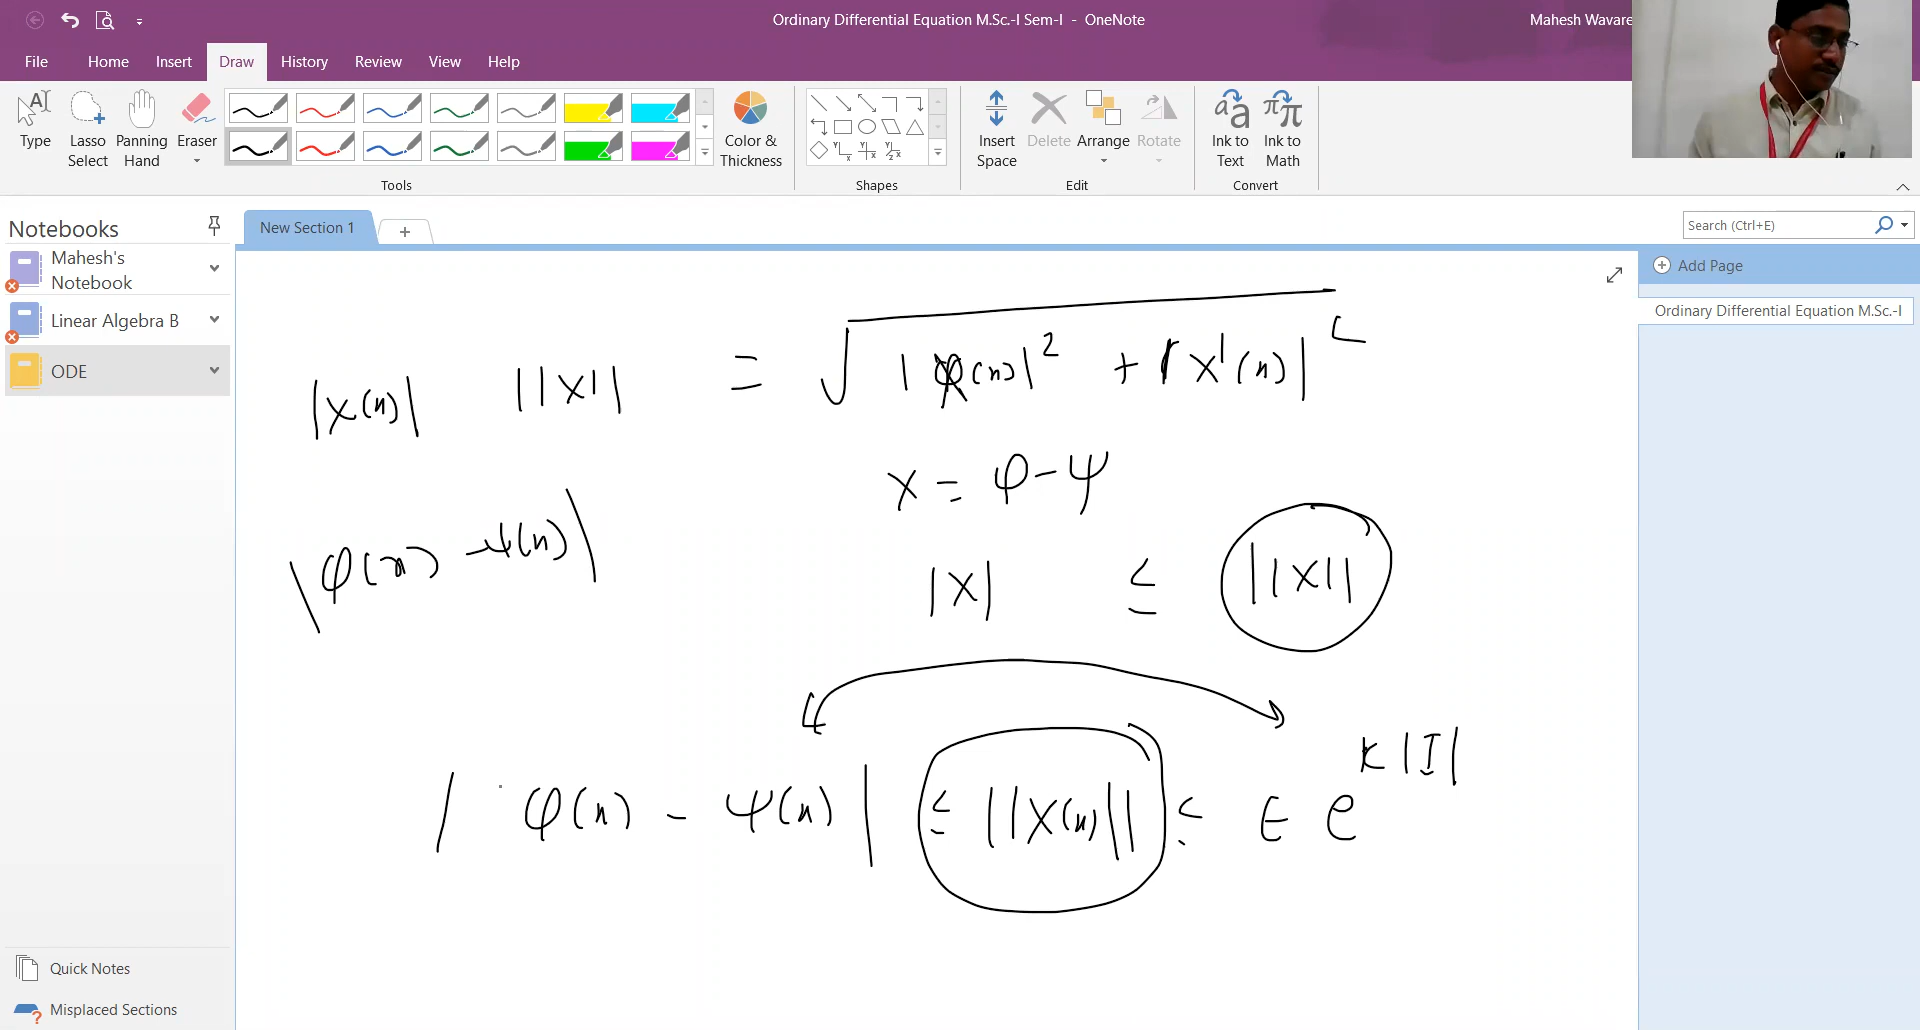 Ordinary Differential Equation M.Sc.-I Sem-I - OneNote
Mahesh Wavare
File Home Insert Draw History Review View Help
Type
Lasso Select
Panning Hand
Eraser
Color & Thickness
Insert Space
Delete
Arrange
Rotate
Ink to Text
Ink to Math
Tools
Shapes
Edit
Convert
Notebooks
New Section 1
Search (Ctrl+E)
Mahesh's Notebook
Linear Algebra B
ODE
Add Page
Ordinary Differential Equation M.Sc.-I
|X(x)| ||X|| = √ |X(x)|² + |X'(x)|²
X = φ - ψ
|φ(x) - ψ(x)|
|X| ≤ ||X||
| φ(x) - ψ(x) | ≤ ||X(x)|| ≤ ∈ e^{K|I|}
Quick Notes
Misplaced Sections